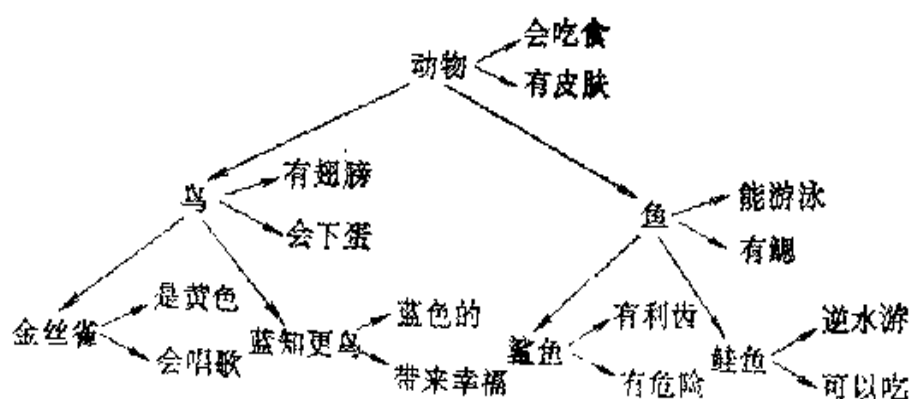 会吃食
动物
有皮肤
有翅膀
鸟
会下蛋
能游泳
鱼
有鳃
是黄色
金丝雀
会唱歌
蓝色的
蓝知更鸟
带来幸福
有利齿
鲨鱼
有危险
逆水游
鲑鱼
可以吃